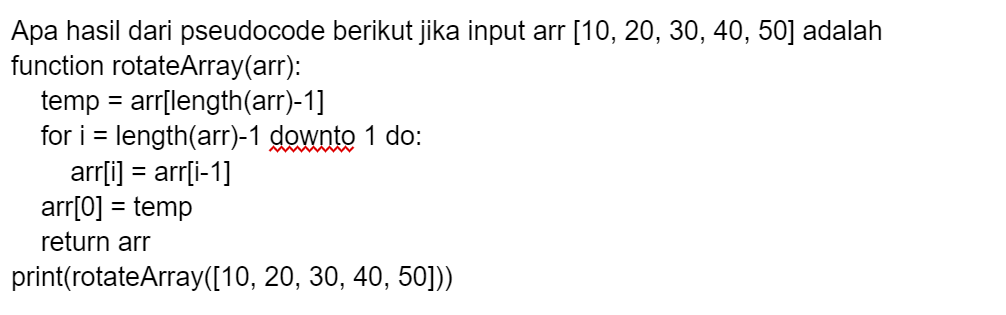 Apa hasil dari pseudocode berikut jika input arr [10, 20, 30, 40, 50] adalah
function rotateArray(arr):
temp = arr[length(arr)-1]
for i = length(arr)-1 downto 1 do:
arr[i] = arr[i-1]
arr[0] = temp
return arr
print(rotateArray([10, 20, 30, 40, 50]))